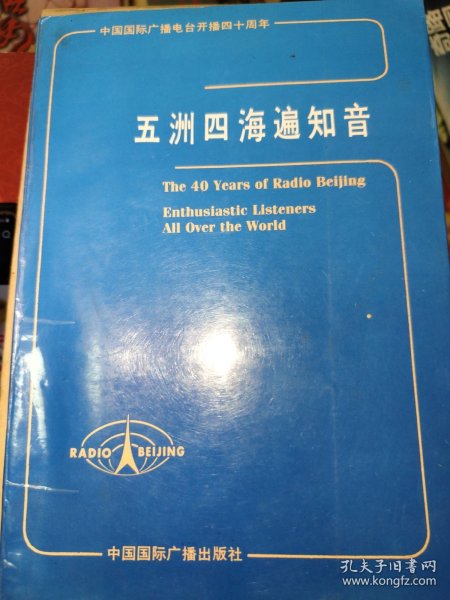 中国国际广播电台开播四十周年
五洲四海遍知音
The 40 Years of Radio Beijing
Enthusiastic Listeners
All Over the World
RADIO BEIJING
中国国际广播出版社
孔夫子旧书网
www.kongfz.com